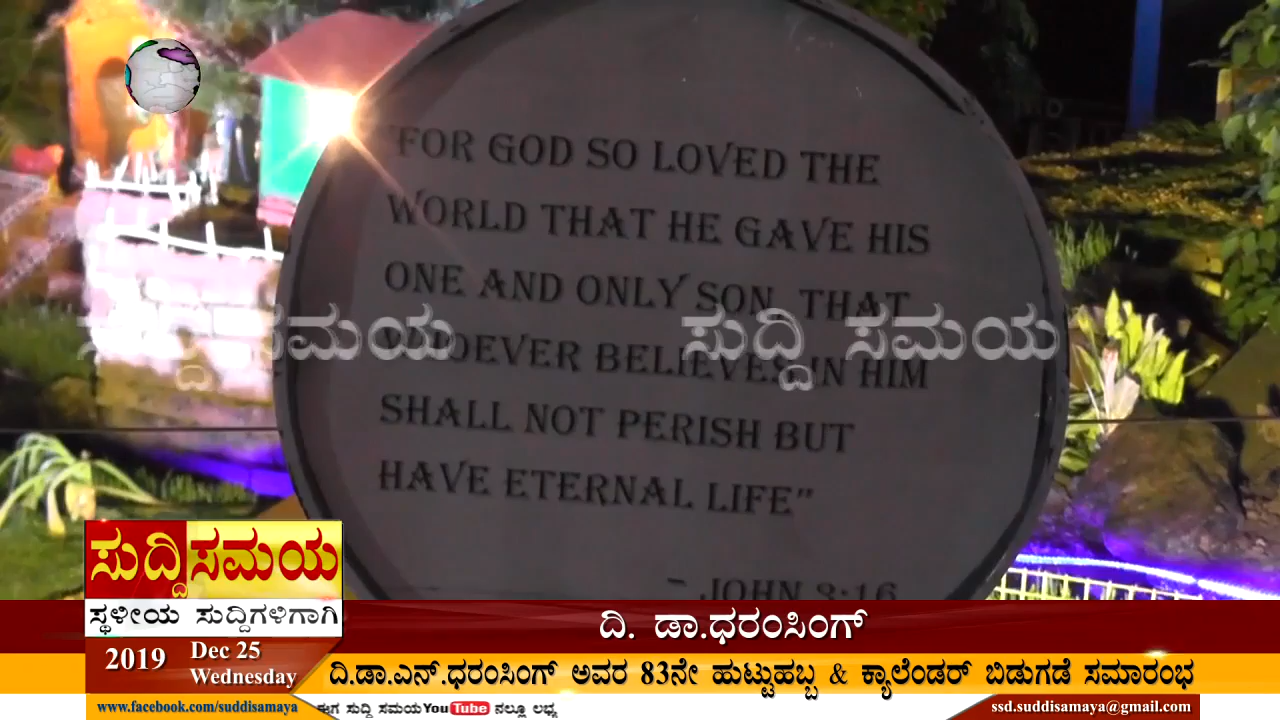 "FOR GOD SO LOVED THE
WORLD THAT HE GAVE HIS
ONE AND ONLY SON, THAT
WHOEVER BELIEVES IN HIM
SHALL NOT PERISH BUT
HAVE ETERNAL LIFE"
- JOHN 3:16
ಸುದ್ದಿ ಸಮಯ ಸುದ್ದಿ ಸಮಯ
ಸುದ್ದಿಸಮಯ
ಸ್ಥಳೀಯ ಸುದ್ದಿಗಳಿಗಾಗಿ
2019 Dec 25 Wednesday
ದಿ. ಡಾ.ಧರಂಸಿಂಗ್
ದಿ.ಡಾ.ಎನ್.ಧರಂಸಿಂಗ್ ಅವರ 83ನೇ ಹುಟ್ಟುಹಬ್ಬ & ಕ್ಯಾಲೆಂಡರ್ ಬಿಡುಗಡೆ ಸಮಾರಂಭ
www.facebook.com/suddisamaya ಈಗ ಸುದ್ದಿ ಸಮಯ YouTube ನಲ್ಲೂ ಲಭ್ಯ ssd.suddisamaya@gmail.com